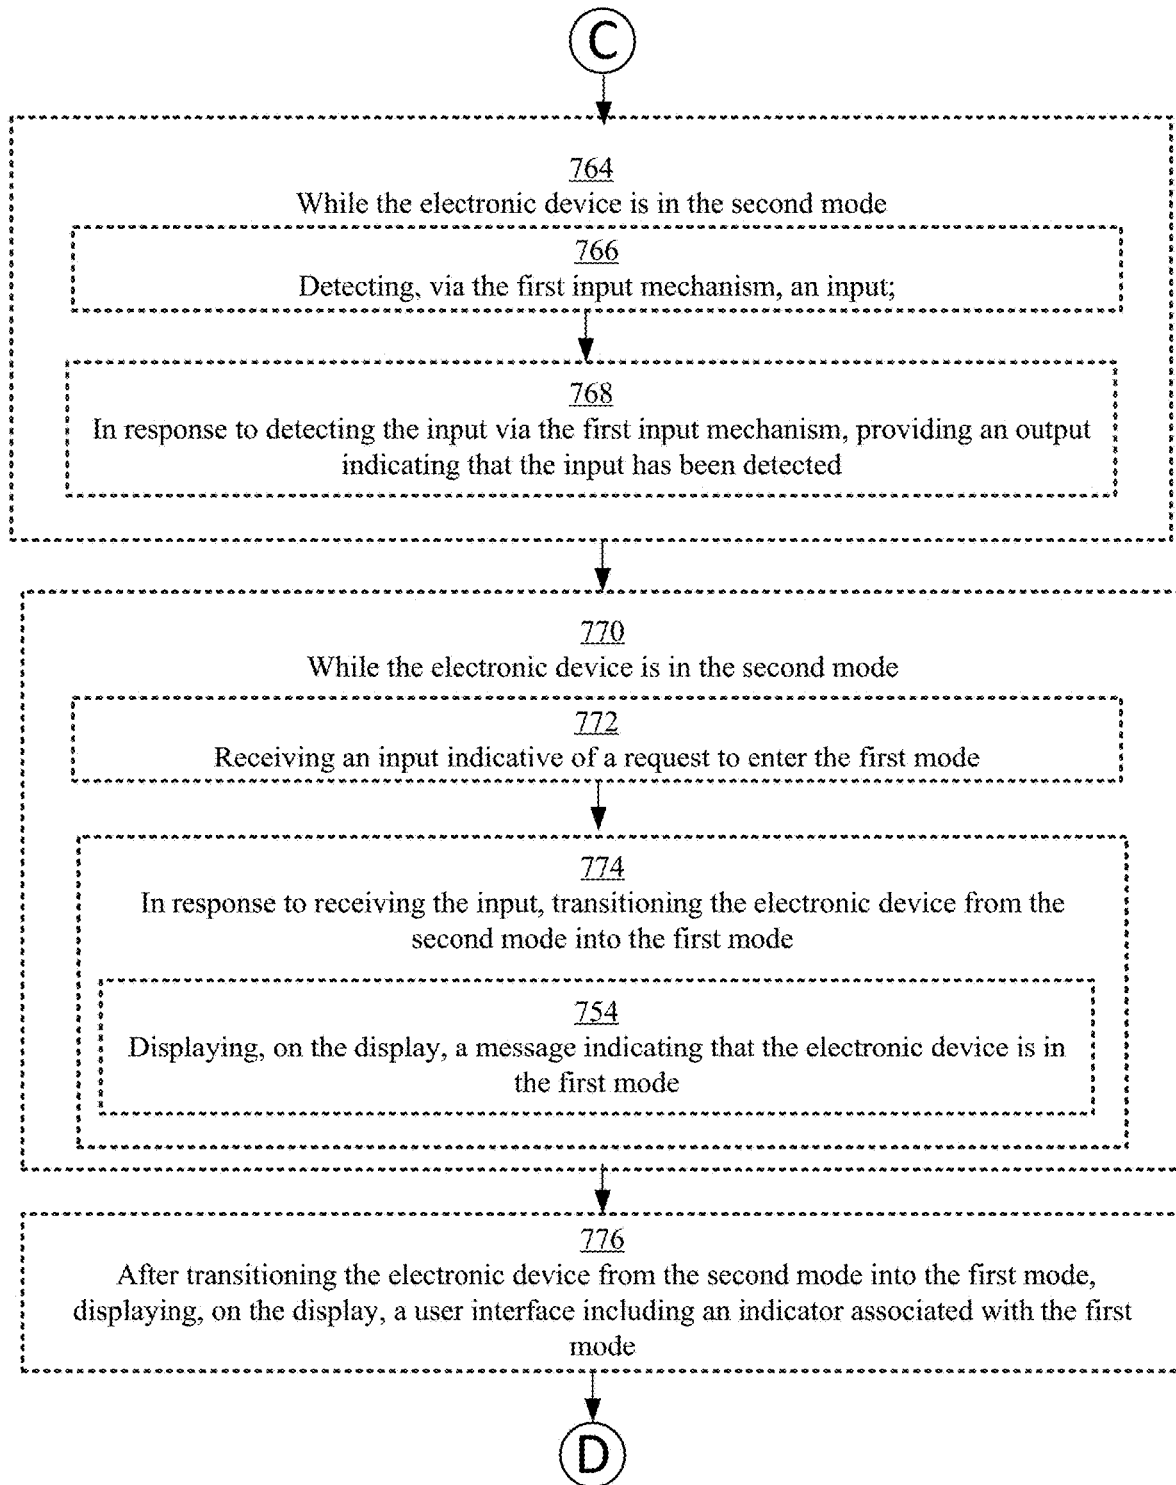 C
764
While the electronic device is in the second mode
766
Detecting, via the first input mechanism, an input;
768
In response to detecting the input via the first input mechanism, providing an output
indicating that the input has been detected
770
While the electronic device is in the second mode
772
Receiving an input indicative of a request to enter the first mode
774
In response to receiving the input, transitioning the electronic device from the
second mode into the first mode
754
Displaying, on the display, a message indicating that the electronic device is in
the first mode
776
After transitioning the electronic device from the second mode into the first mode,
displaying, on the display, a user interface including an indicator associated with the first
mode
D